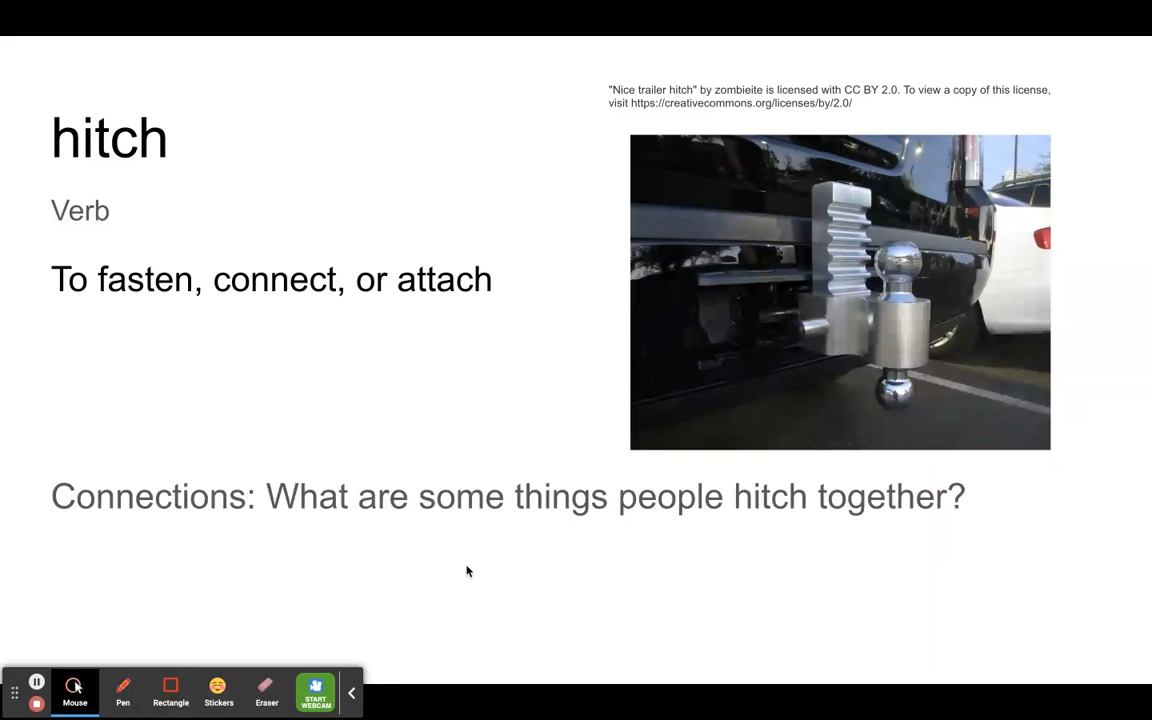 "Nice trailer hitch" by zombieite is licensed with CC BY 2.0. To view a copy of this license,
visit https://creativecommons.org/licenses/by/2.0/
hitch
Verb
To fasten, connect, or attach
Connections: What are some things people hitch together?
Mouse
Pen
Rectangle
Stickers
Eraser
START
WEBCAM